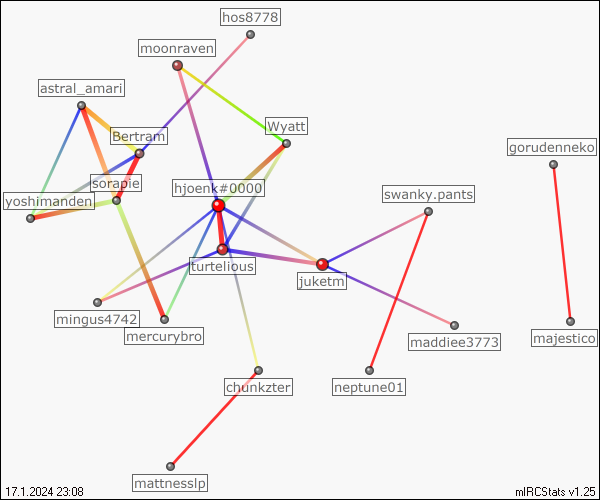 hos8778
moonraven
astral_amari
Wyatt
Bertram
gorudenneko
sorapie
hjoenk#0000
swanky.pants
yoshimanden
turtelious
juketm
mingus4742
mercurybro
maddiee3773
majestico
chunkzter
neptune01
mattnesslp
17.1.2024 23:08
mIRCStats v1.25